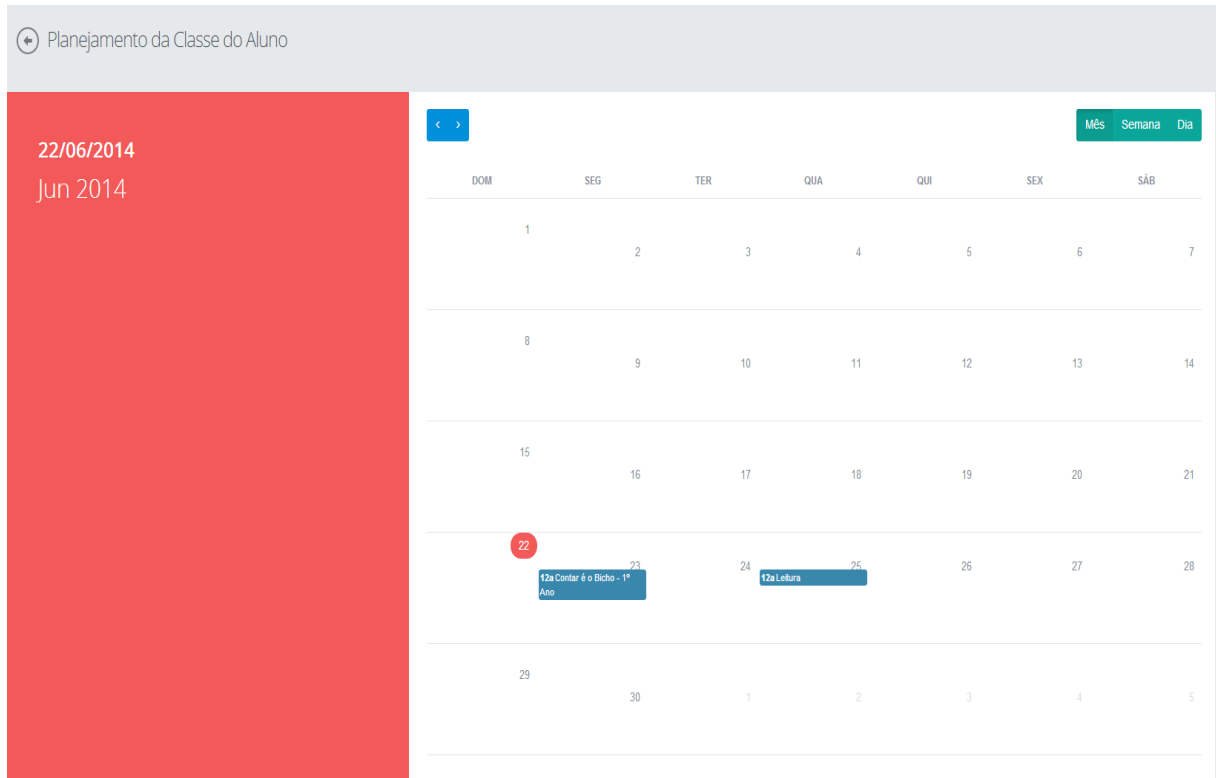 Planejamento da Classe do Aluno
22/06/2014
Jun 2014
Mês Semana Dia
DOM SEG TER QUA QUI SEX SÁB
1 2 3 4 5 6 7
8 9 10 11 12 13 14
15 16 17 18 19 20 21
22 23 24 25 26 27 28
12a Contar é o Bicho - 1º
Ano
12a Leitura
29 30 1 2 3 4 5